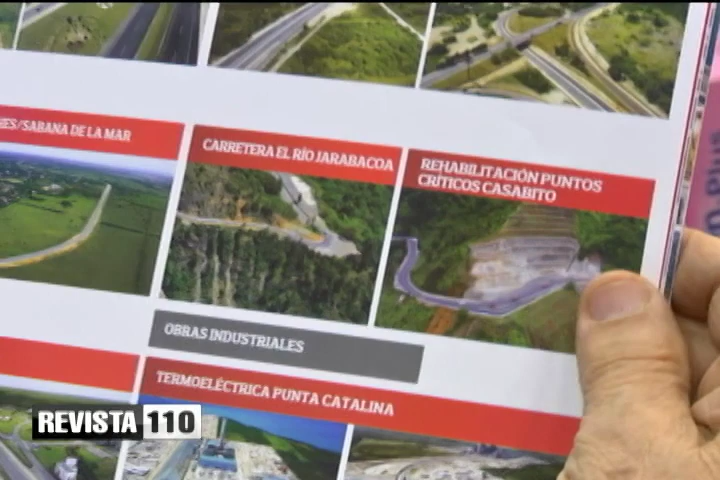 /SABANA DE LA MAR
CARRETERA EL RÍO JARABACOA
REHABILITACIÓN PUNTOS
CRÍTICOS CASABITO
OBRAS INDUSTRIALES
TERMOELÉCTRICA PUNTA CATALINA
REVISTA 110